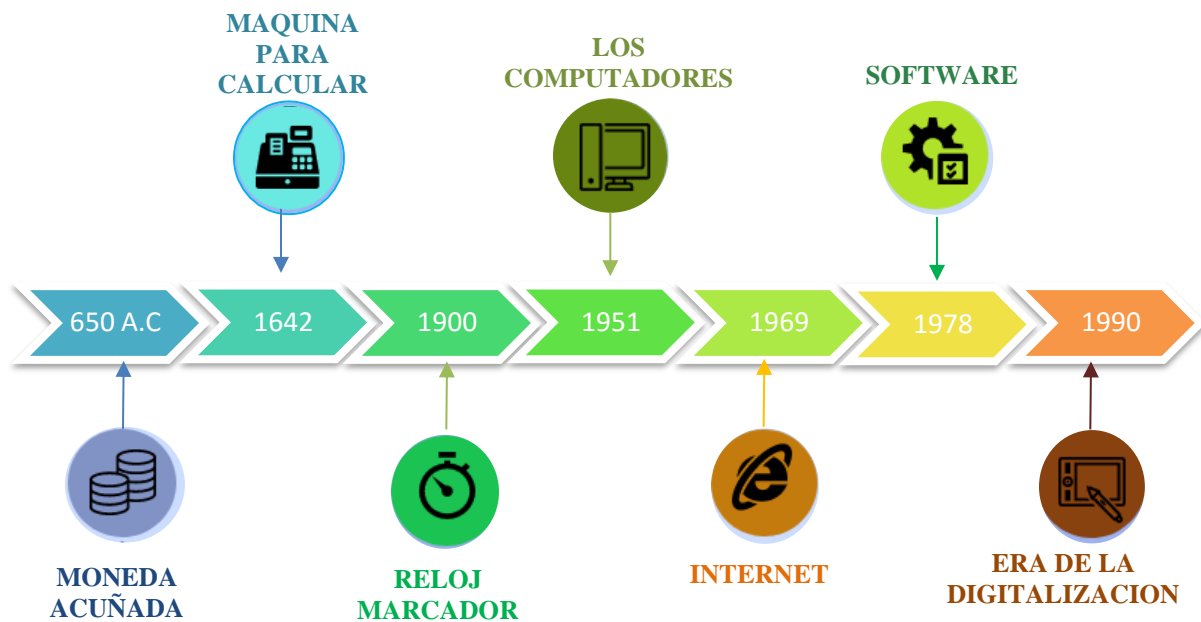 MAQUINA
PARA
CALCULAR
LOS
COMPUTADORES
SOFTWARE
650 A.C
1642
1900
1951
1969
1978
1990
MONEDA
ACUÑADA
RELOJ
MARCADOR
INTERNET
ERA DE LA
DIGITALIZACION